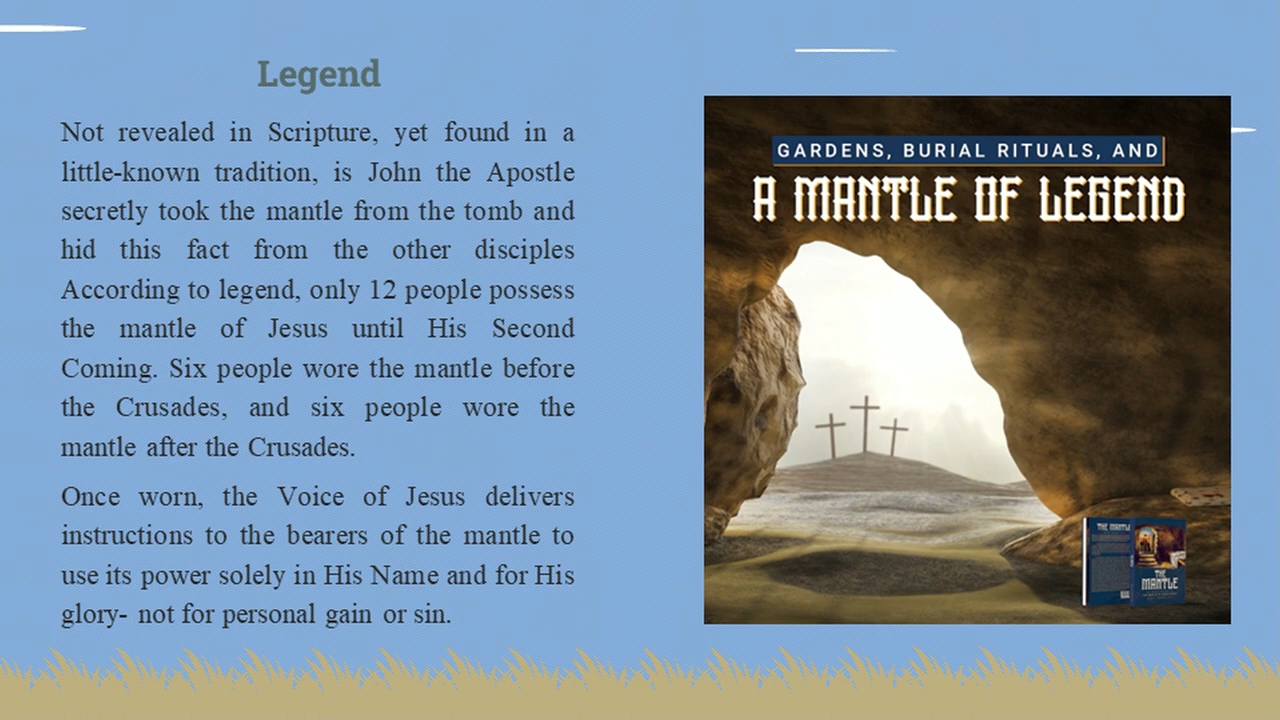 Legend
Not revealed in Scripture, yet found in a
little-known tradition, is John the Apostle
secretly took the mantle from the tomb and
hid this fact from the other disciples
According to legend, only 12 people possess
the mantle of Jesus until His Second
Coming. Six people wore the mantle before
the Crusades, and six people wore the
mantle after the Crusades.
Once worn, the Voice of Jesus delivers
instructions to the bearers of the mantle to
use its power solely in His Name and for His
glory- not for personal gain or sin.
GARDENS, BURIAL RITUALS, AND
A MANTLE OF LEGEND
THE MANTLE
THE
MANTLE